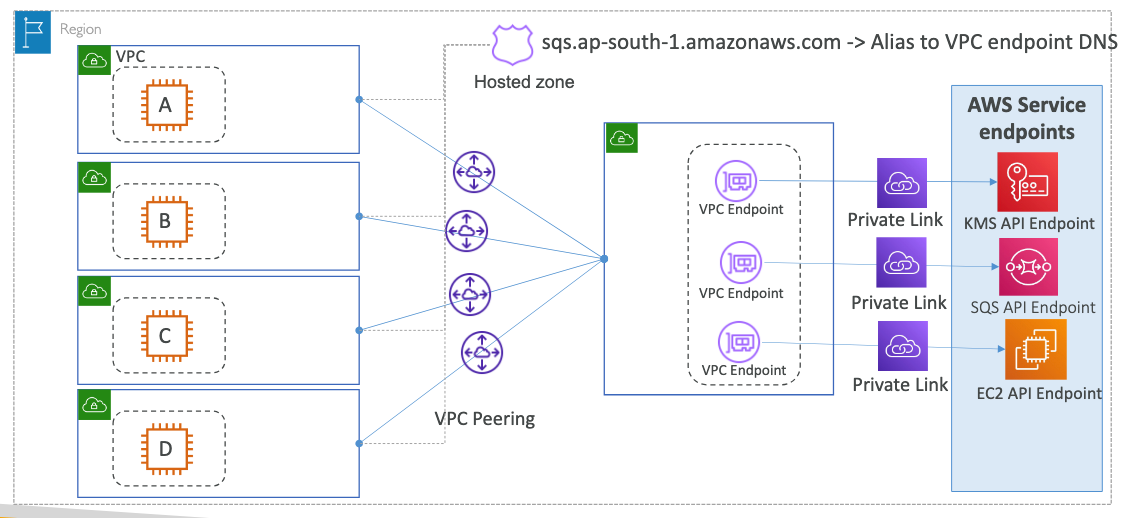 Region
sqs.ap-south-1.amazonaws.com -> Alias to VPC endpoint DNS
Hosted zone
VPC
A
B
C
D
VPC Peering
VPC Endpoint
VPC Endpoint
VPC Endpoint
Private Link
Private Link
Private Link
AWS Service
endpoints
KMS API Endpoint
SQS API Endpoint
EC2 API Endpoint